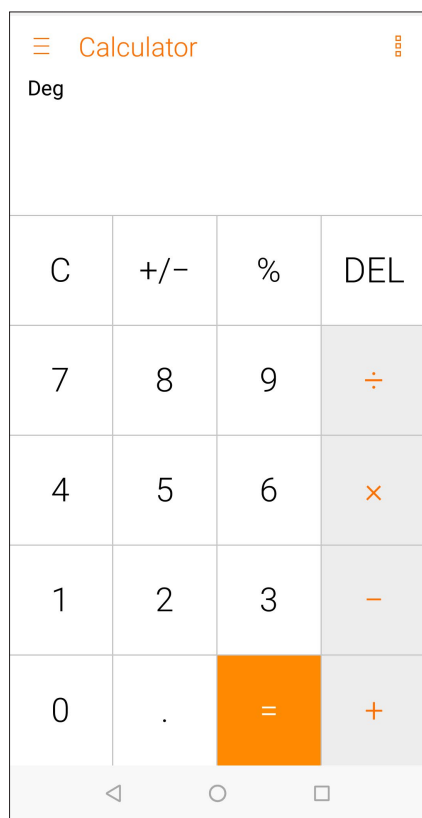 Calculator
Deg
C +/− % DEL
7 8 9 ÷
4 5 6 ×
1 2 3 −
0 . = +